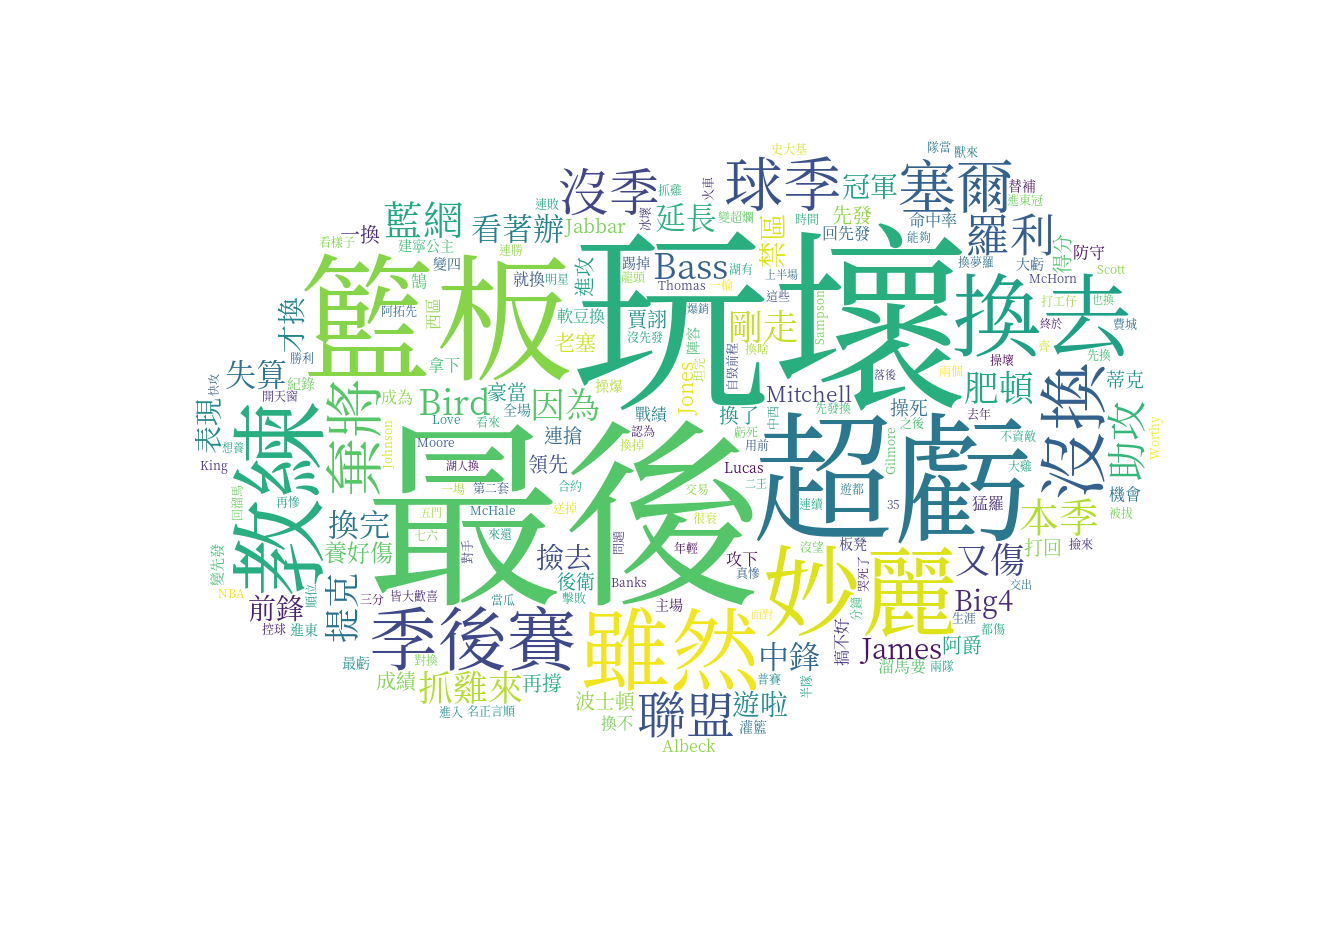 史大基
隊當
獸來
沒季
球季
冠軍
塞爾
替補
抓雞
火車
進東冠
連敗
藍網
看著辦
Jabbar
冰壞
延長
變超爛
禁區
時間
先發
命中率
羅利
一換
看樣子
建寧公主
連勝
回先發
能夠
得分
防守
籃板
玩壞
換去
變四
鵠
就換
明星
進攻
踢掉
龍頭
Bass
湖有
上半場
換夢羅
大虧
McHorn
Scott
Thomas
一輪
這些
打工仔
也換
才換
阿拓先
西區
軟豆換
賈詡
爆銷
剛走
Sampson
終於
費城
沒先發
勝利
拿下
老塞
陣容
換啥
齊
先換
失算
紀錄
快攻
操爆
坦完
自毀前程
落後
兩個
操壞
開天窗
成為
豪當
Jones
Mitchell
肥頓
沒換
蒂克
表現
教練
棄將
Bird
全場
Love
看來
因為
戰績
換了
中西
先發換
操死
去年
之後
助攻
Worthy
想養
Johnson
Moore
連搶
認為
換掉
虧死
用前
超虧
Gilmore
不資敵
King
湖人換
領先
Lucas
大雞
最後
回溜馬
再慘
一場
第二套
合約
交易
二王
遊都
連續
35
猛羅
機會
換完
五門
McHale
送掉
很衰
本季
被拔
七六
來還
對手
問題
年輕
沒望
板凳
打回
撿來
變先發
養好傷
撿去
攻下
真慘
妙麗
哭死了
又傷
NBA
順位
提克
後衛
Banks
交出
前鋒
三分
皆大歡喜
當瓜
擊敗
主場
面對
分鐘
Big4
生涯
控球
進東
季後賽
雖然
搞不好
都傷
最虧
對換
中鋒
James
阿爵
成績
抓雞來
再撐
普賽
半隊
溜馬要
兩隊
波士頓
聯盟
遊啦
進入
名正言順
換不
灌籃
Albeck